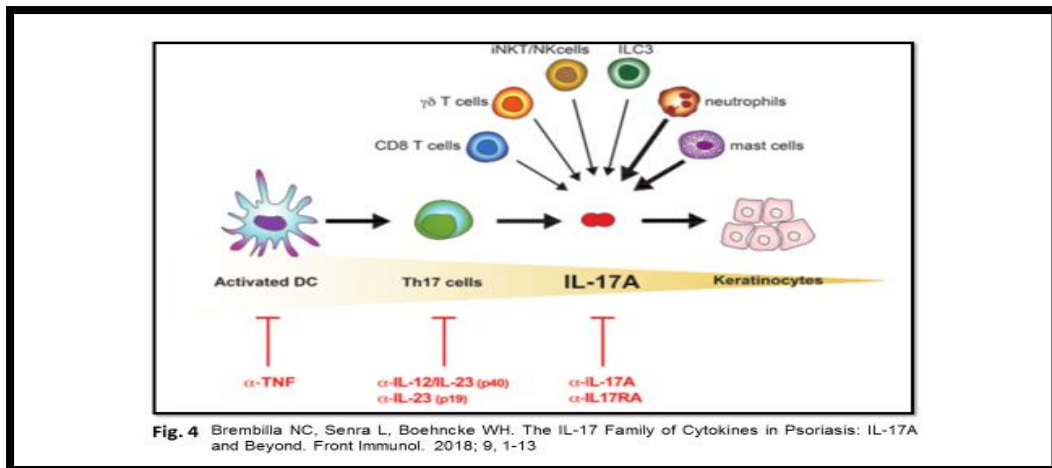 iNKT/NKcells ILC3
γδ T cells neutrophils
CD8 T cells mast cells
Activated DC Th17 cells IL-17A Keratinocytes
α-TNF α-IL-12/IL-23 (p40) α-IL-17A
α-IL-23 (p19) α-IL17RA
Fig. 4 Brembilla NC, Senra L, Boehncke WH. The IL-17 Family of Cytokines in Psoriasis: IL-17A
and Beyond. Front Immunol. 2018; 9, 1-13